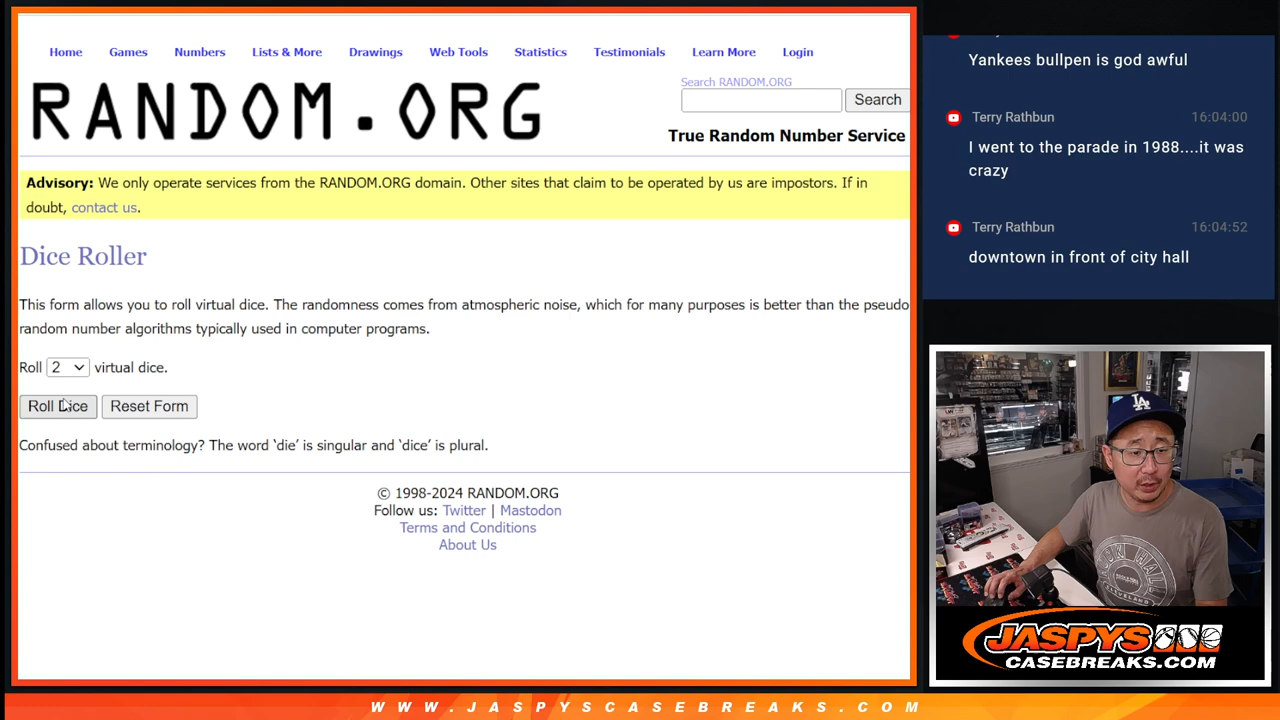 Home Games Numbers Lists & More Drawings Web Tools Statistics Testimonials Learn More Login
RANDOM.ORG
Search RANDOM.ORG
Search
True Random Number Service
Advisory: We only operate services from the RANDOM.ORG domain. Other sites that claim to be operated by us are impostors. If in
doubt, contact us.
Dice Roller
This form allows you to roll virtual dice. The randomness comes from atmospheric noise, which for many purposes is better than the pseudo
random number algorithms typically used in computer programs.
Roll 2 virtual dice.
Roll Dice Reset Form
Confused about terminology? The word ‘die’ is singular and ‘dice’ is plural.
© 1998-2024 RANDOM.ORG
Follow us: Twitter | Mastodon
Terms and Conditions
About Us
Yankees bullpen is god awful
Terry Rathbun 16:04:00
I went to the parade in 1988....it was
crazy
Terry Rathbun 16:04:52
downtown in front of city hall
LA
CLEVELAND
JASPYS
CASEBREAKS.COM
WWW.JASPYSCASEBREAKS.COM